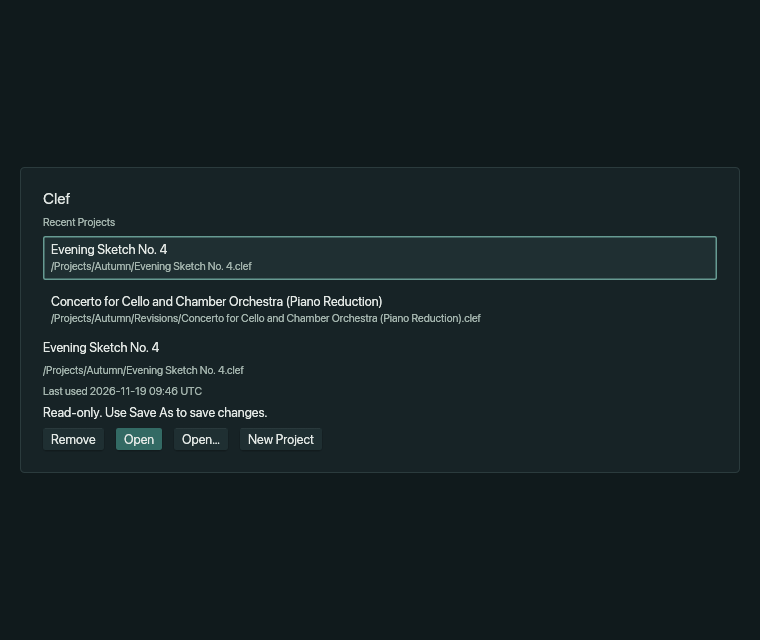 Clef
Recent Projects
Evening Sketch No. 4
/Projects/Autumn/Evening Sketch No. 4.clef
Concerto for Cello and Chamber Orchestra (Piano Reduction)
/Projects/Autumn/Revisions/Concerto for Cello and Chamber Orchestra (Piano Reduction).clef
Evening Sketch No. 4
/Projects/Autumn/Evening Sketch No. 4.clef
Last used 2026-11-19 09:46 UTC
Read-only. Use Save As to save changes.
Remove Open Open... New Project